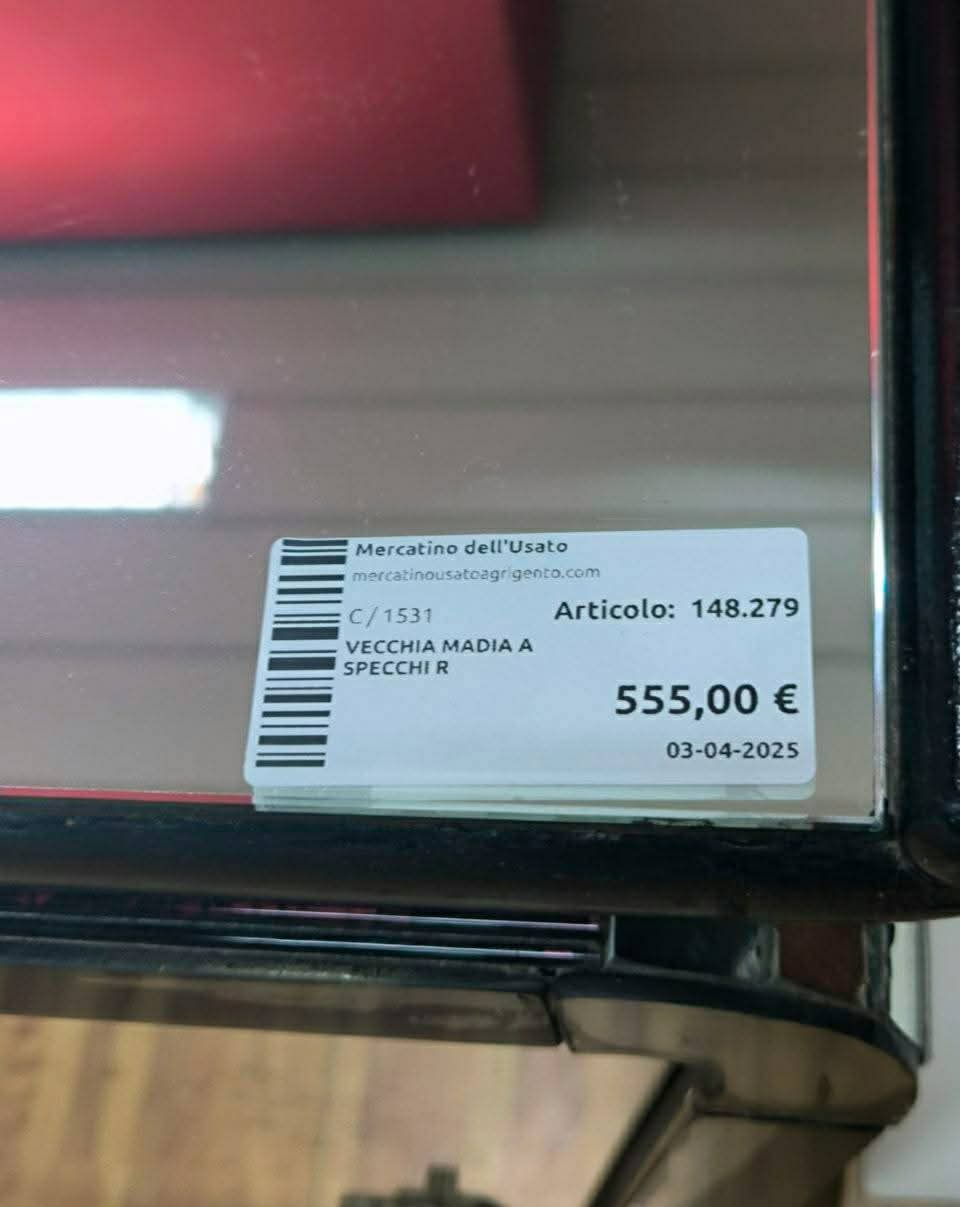 Mercatino dell'Usato
mercatinousatoagrigento.com
C / 1531
Articolo: 148.279
VECCHIA MADIA A
SPECCHI R
555,00 €
03-04-2025